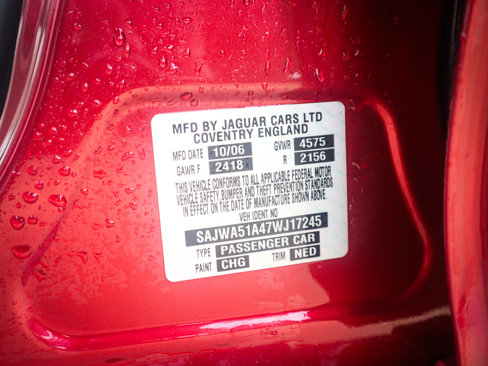 MFD BY JAGUAR CARS LTD
COVENTRY ENGLAND
MFD DATE 10/06 GVWR 4575
GAWR F 2418 R 2156
THIS VEHICLE CONFORMS TO ALL APPLICABLE FEDERAL MOTOR
VEHICLE SAFETY, BUMPER AND THEFT PREVENTION STANDARDS
IN EFFECT ON THE DATE OF MANUFACTURE SHOWN ABOVE
VEH IDENT NO
SAJWA51A47WJ17245
TYPE PASSENGER CAR
PAINT CHG TRIM NED